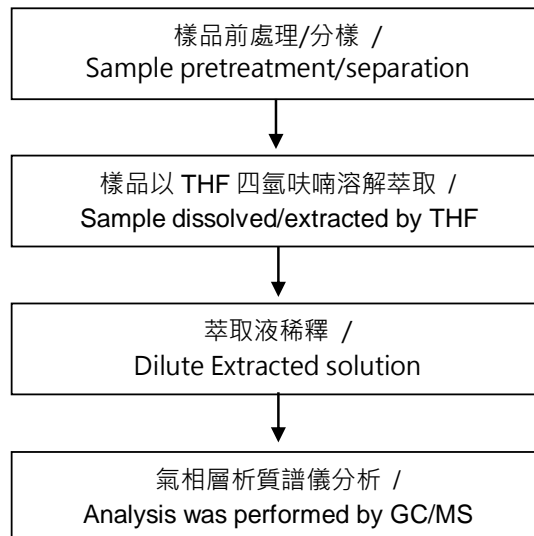 樣品前處理/分樣 /
Sample pretreatment/separation
樣品以 THF 四氫呋喃溶解萃取 /
Sample dissolved/extracted by THF
萃取液稀釋 /
Dilute Extracted solution
氣相層析質譜儀分析 /
Analysis was performed by GC/MS